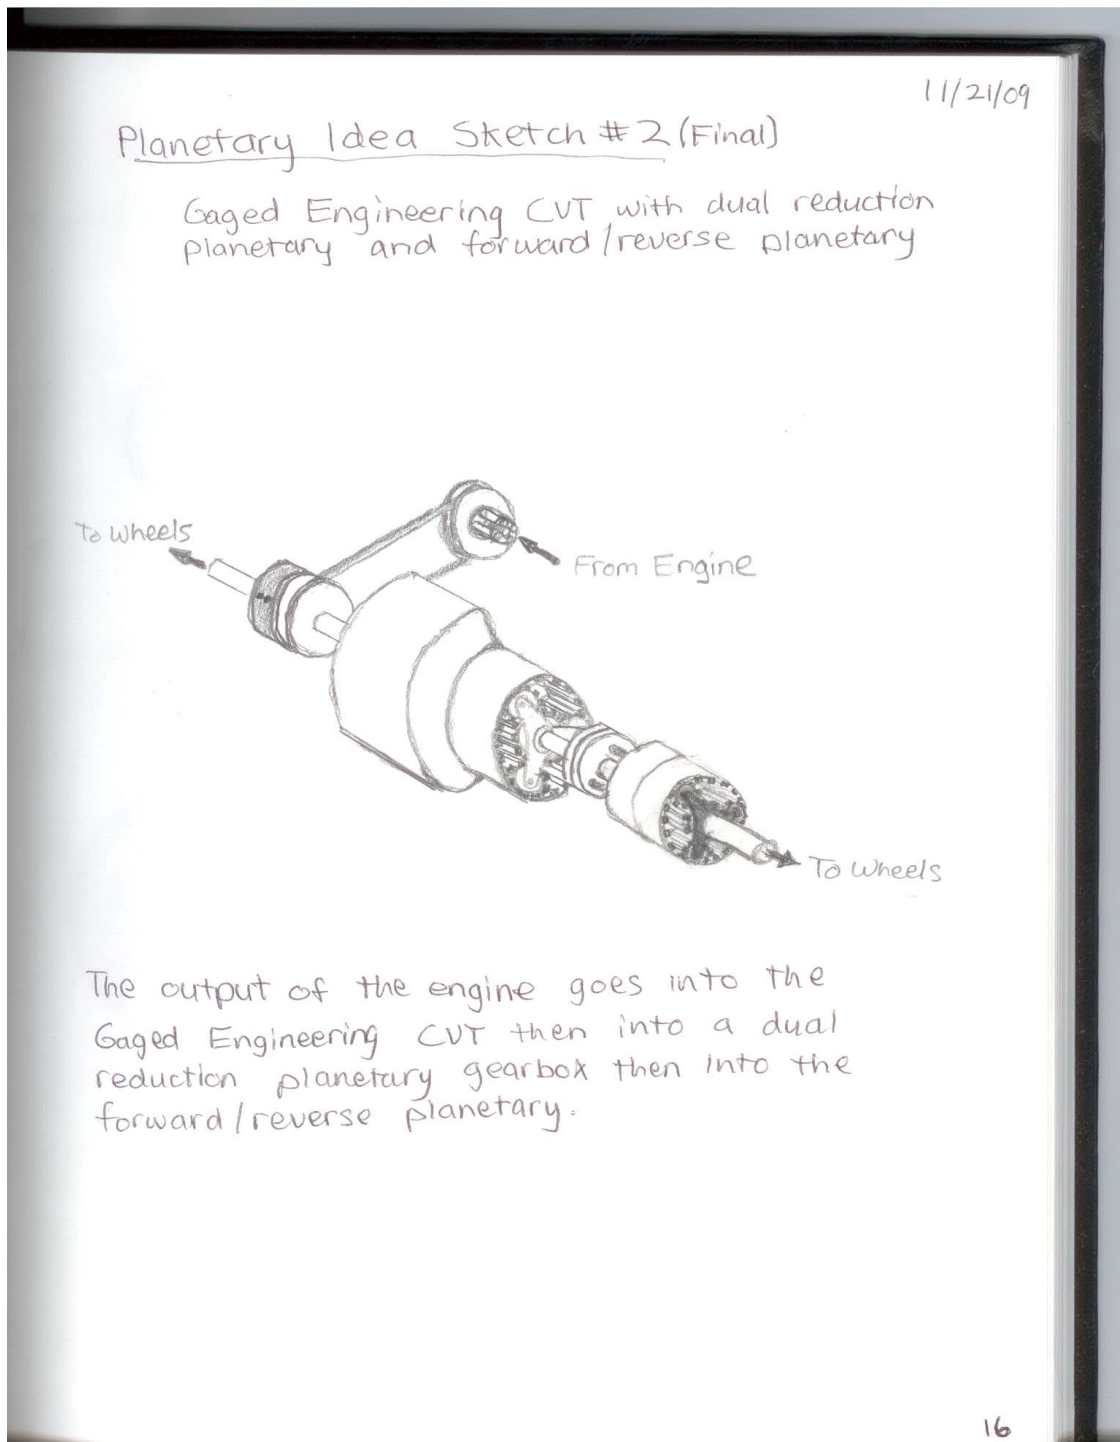 11/21/09
Planetary Idea Sketch #2 (Final)
Gaged Engineering CVT with dual reduction
planetary and forward/reverse planetary
To Wheels
From Engine
To Wheels
The output of the engine goes into the
Gaged Engineering CVT then into a dual
reduction planetary gearbox then into the
forward/reverse planetary.
16